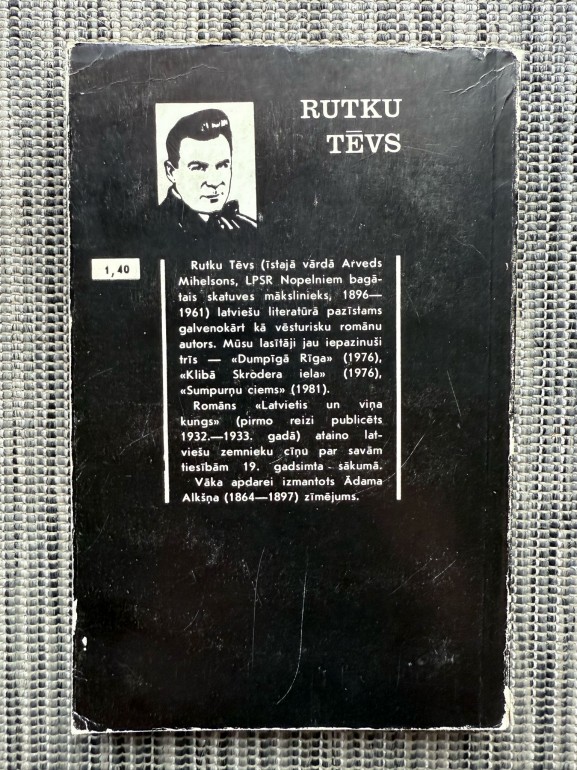 RUTKU
TĒVS
1,40
Rutku Tēvs (īstajā vārdā Arveds
Mihelsons, LPSR Nopelniem bagā-
tais skatuves mākslinieks, 1896—
1961) latviešu literatūrā pazīstams
galvenokārt kā vēsturisku romānu
autors. Mūsu lasītāji jau iepazinuši
trīs — «Dumpīgā Rīga» (1976),
«Klibā Skrodera iela» (1976),
«Sumpurņu ciems» (1981).
Romāns «Latvietis un viņa
kungs» (pirmo reizi publicēts
1932.—1933. gadā) ataino lat-
viešu zemnieku cīņu par savām
tiesībām 19. gadsimta sākumā.
Vāka apdarei izmantots Ādama
Alkšņa (1864—1897) zīmējums.